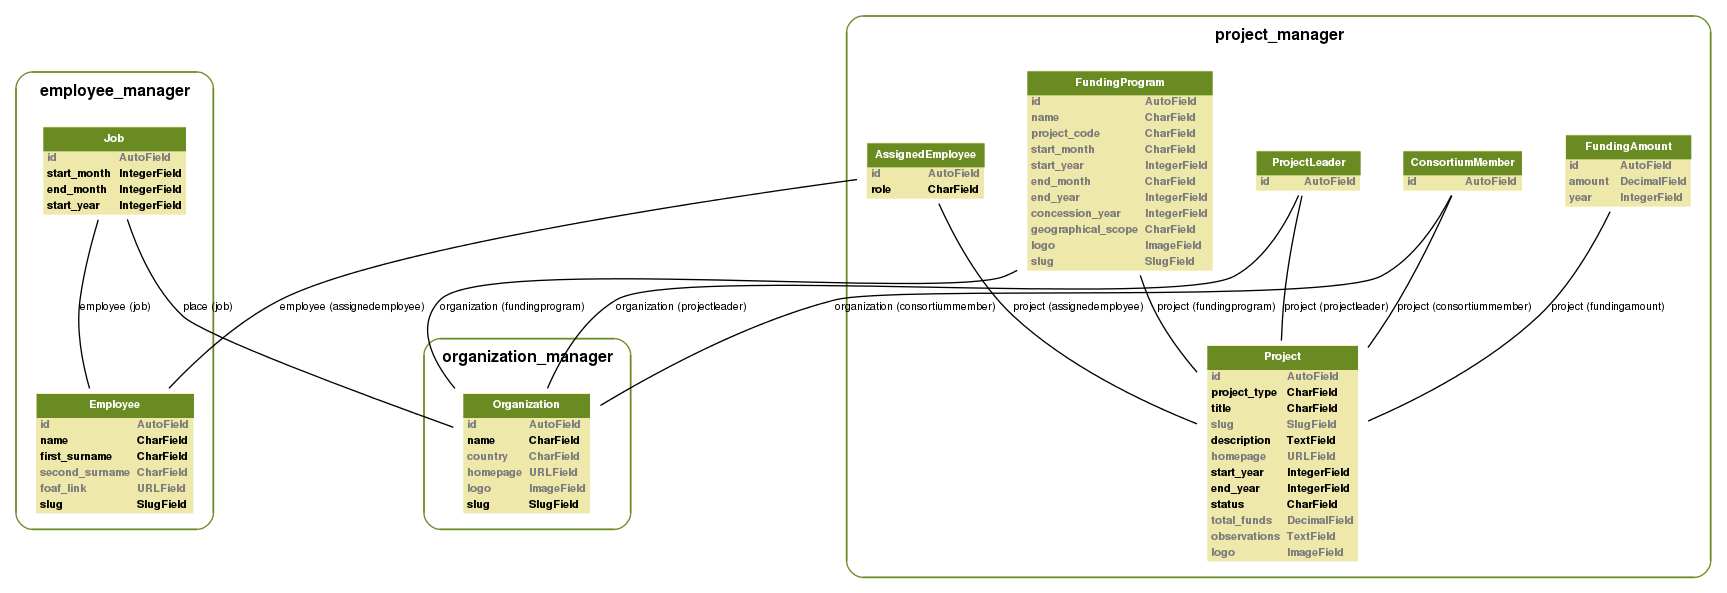 employee_manager
Job
id AutoField
start_month IntegerField
end_month IntegerField
start_year IntegerField
project_manager
AssignedEmployee
id AutoField
role CharField
FundingProgram
id AutoField
name CharField
project_code CharField
start_month CharField
start_year IntegerField
end_month CharField
end_year IntegerField
concession_year IntegerField
geographical_scope CharField
logo ImageField
slug SlugField
ProjectLeader
id AutoField
ConsortiumMember
id AutoField
FundingAmount
id AutoField
amount DecimalField
year IntegerField
employee (job)
place (job)
employee (assignedemployee)
organization (fundingprogram)
organization (projectleader)
organization (consortiummember)
project (assignedemployee)
project (fundingprogram)
project (projectleader)
project (consortiummember)
project (fundingamount)
Employee
id AutoField
name CharField
first_surname CharField
second_surname CharField
foaf_link URLField
slug SlugField
organization_manager
Organization
id AutoField
name CharField
country CharField
homepage URLField
logo ImageField
slug SlugField
Project
id AutoField
project_type CharField
title CharField
slug SlugField
description TextField
homepage URLField
start_year IntegerField
end_year IntegerField
status CharField
total_funds DecimalField
observations TextField
logo ImageField